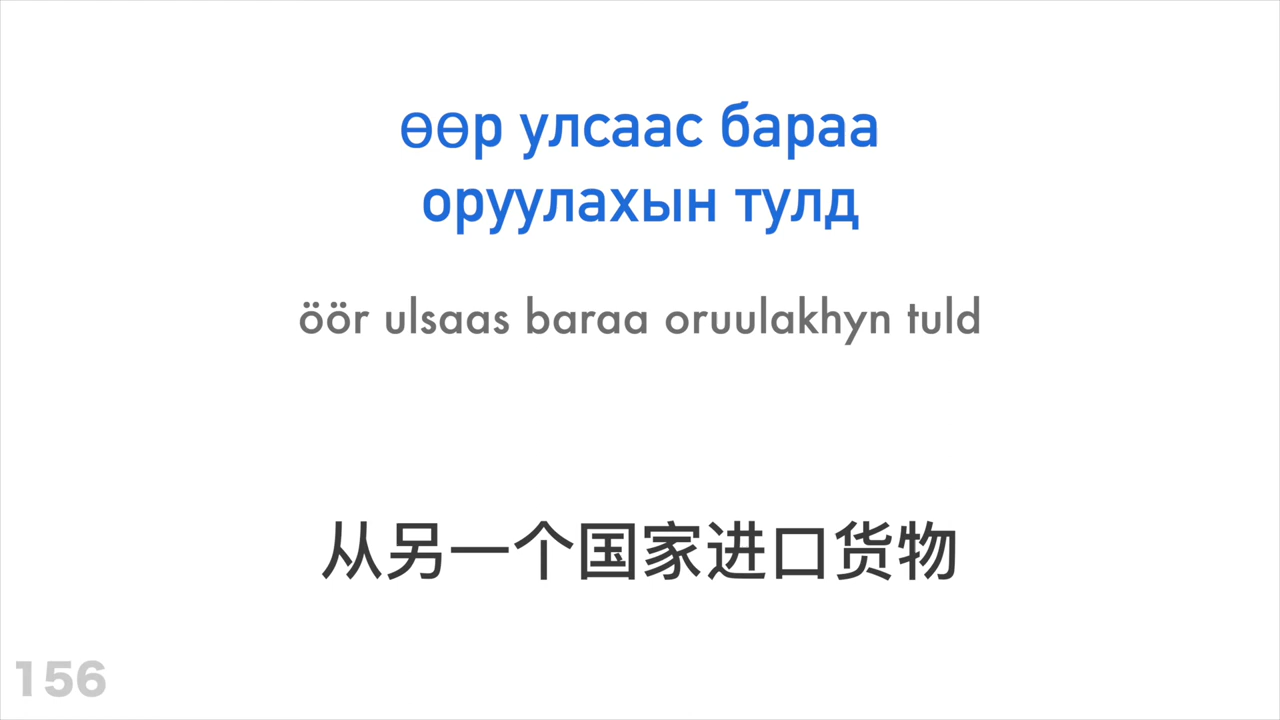 өөр улсаас бараа
оруулахын тулд
öör ulsaas baraa oruulakhyn tuld
从另一个国家进口货物
156